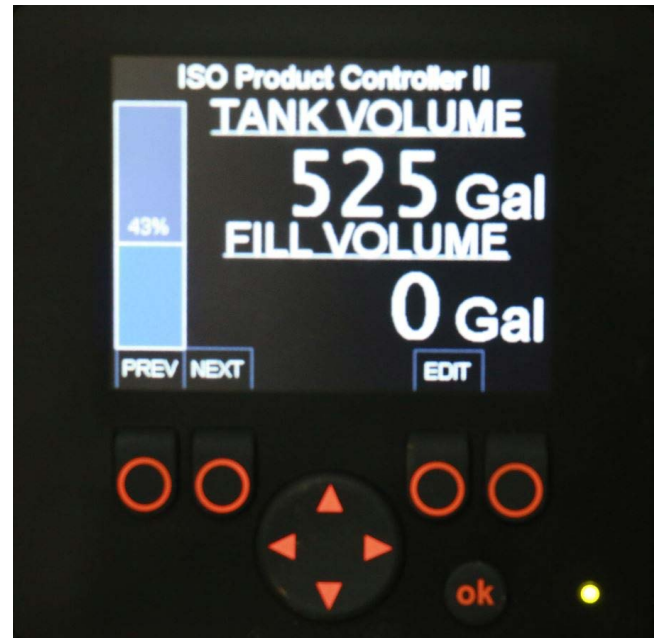 ISO Product Controller II
TANK VOLUME
525 Gal
43%
FILL VOLUME
0 Gal
PREV NEXT EDIT
ok